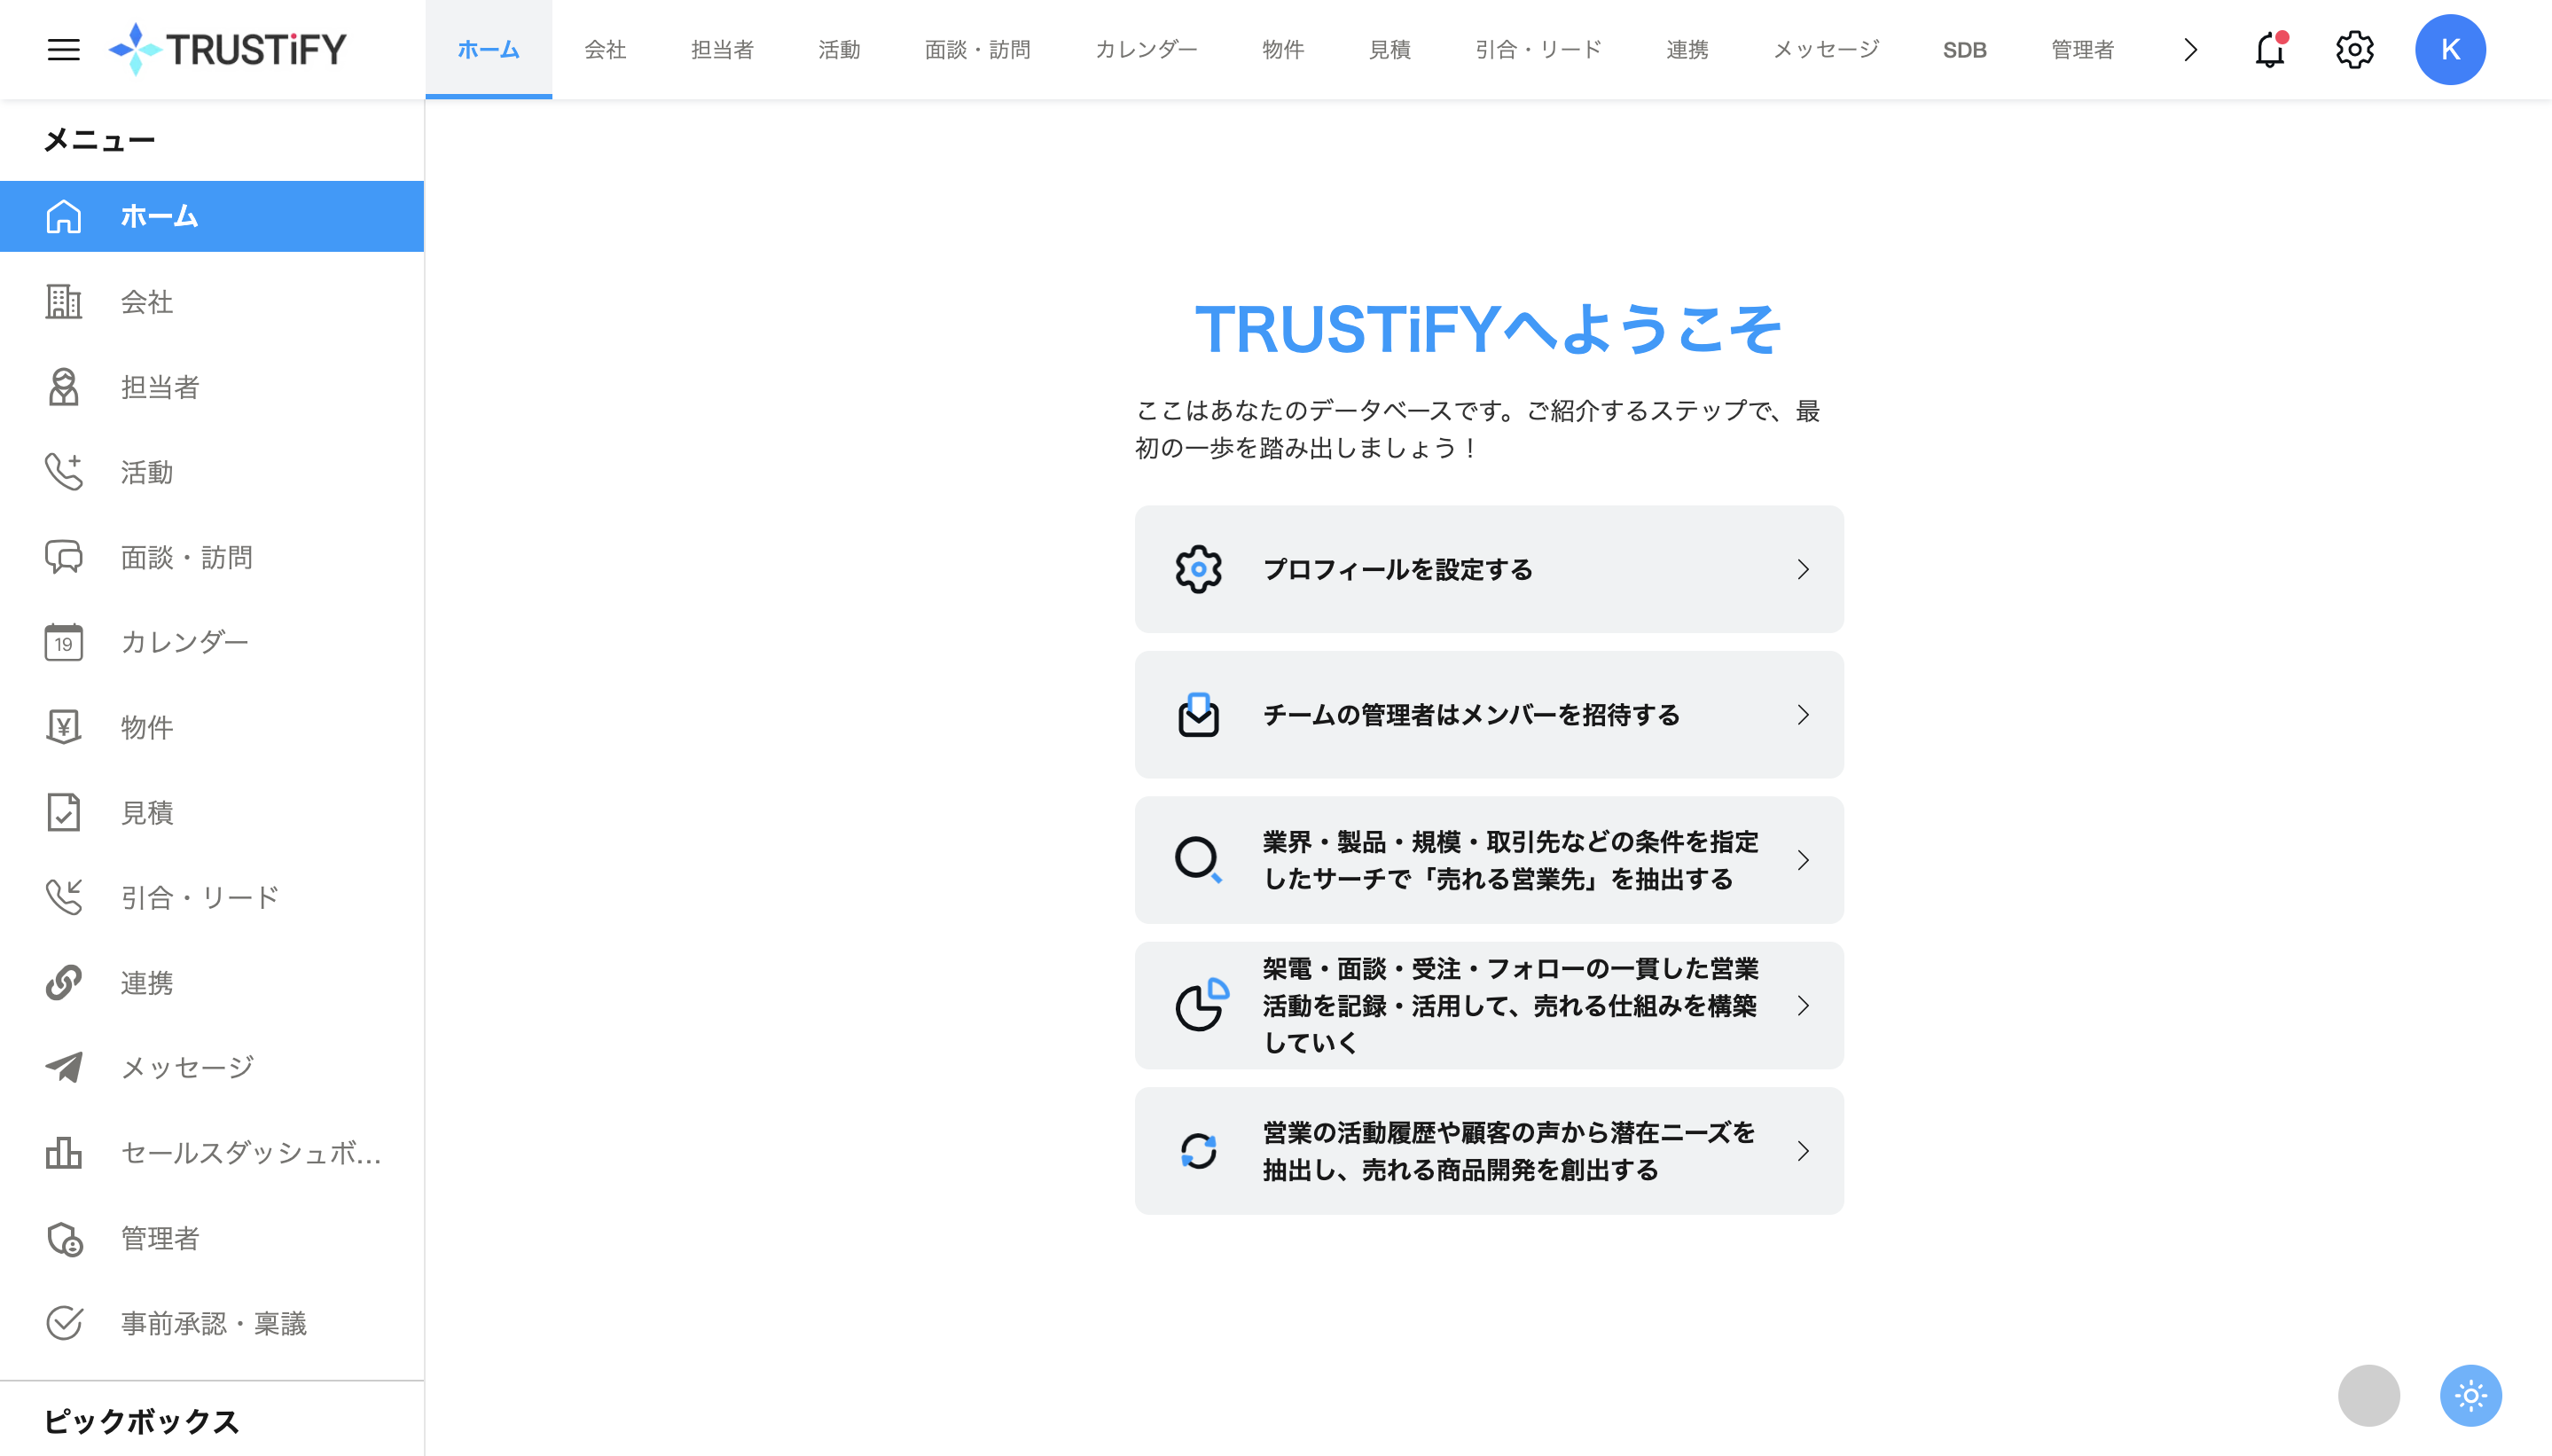 TRUSTiFY
ホーム
会社
担当者
活動
面談・訪問
カレンダー
物件
見積
引合・リード
連携
メッセージ
SDB
管理者
K
メニュー
ホーム
会社
担当者
活動
面談・訪問
19
カレンダー
物件
見積
引合・リード
連携
メッセージ
セールスダッシュボ...
管理者
事前承認・稟議
ピックボックス
TRUSTiFYへようこそ
ここはあなたのデータベースです。ご紹介するステップで、最
初の一歩を踏み出しましょう！
プロフィールを設定する
チームの管理者はメンバーを招待する
業界・製品・規模・取引先などの条件を指定
したサーチで「売れる営業先」を抽出する
架電・面談・受注・フォローの一貫した営業
活動を記録・活用して、売れる仕組みを構築
していく
営業の活動履歴や顧客の声から潜在ニーズを
抽出し、売れる商品開発を創出する